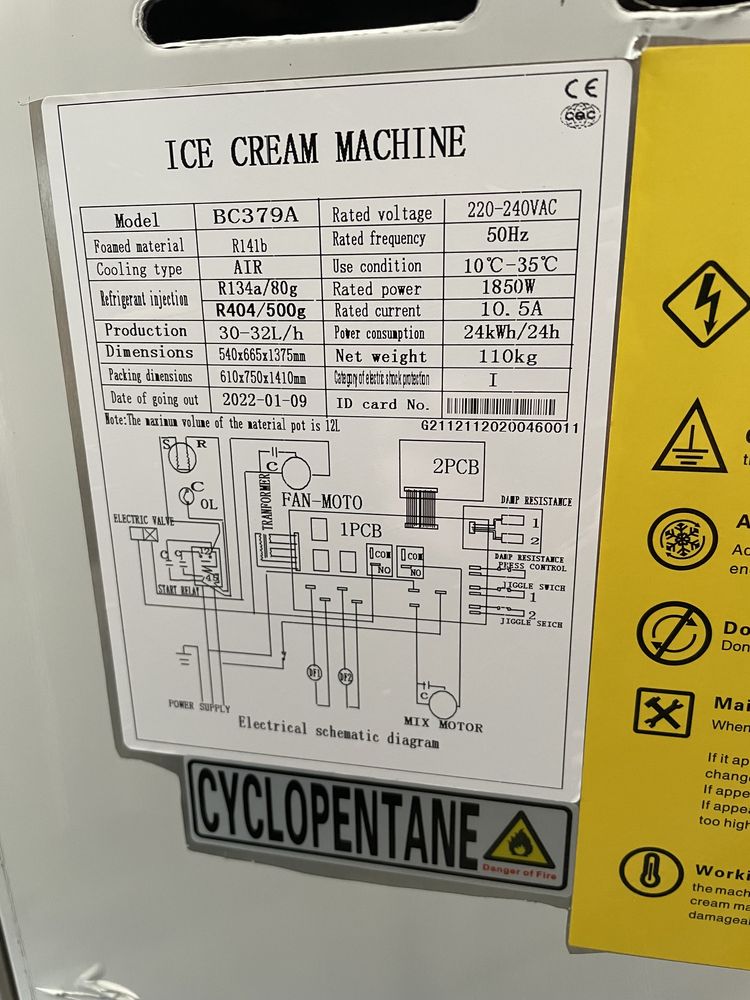 CE
CQC
ICE CREAM MACHINE
Model BC379A Rated voltage 220-240VAC
Foamed material R141b Rated frequency 50Hz
Cooling type AIR Use condition 10℃-35℃
Refrigerant injection R134a/80g Rated power 1850W
R404/500g Rated current 10.5A
Production 30-32L/h Power consumption 24kWh/24h
Dimensions 540x665x1375mm Net weight 110kg
Packing dimensions 610x750x1410mm Category of electric shock protection I
Date of going out 2022-01-09 ID card No.
Note:The maximum volume of the material pot is 12L G21121120200460011
S R
C
2PCB
C
OL
TRANFORMER
FAN-MOTO
DAMP RESISTANCE
ELECTRIC VALVE
1PCB
1
2
COM
NO
COM
NO
DAMP RESISTANCE
PRESS CONTROL
JIGGLE SWICH
1
START RELAY
2
JIGGLE SEICH
DF1
DF2
C
POWER SUPPLY
MIX MOTOR
Electrical schematic diagram
CYCLOPENTANE
Danger of Fire
A
Do
Dom
Mai
When
If it ap
chang
If appe
If appe
too high
Worki
the mach
cream ma
damageal